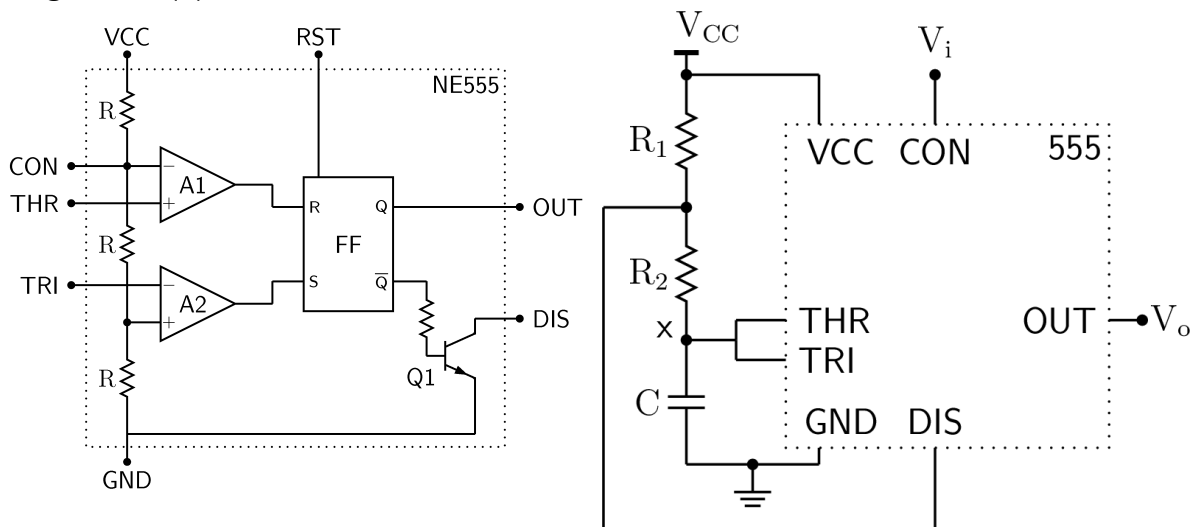 VCC
RST
NE555
R
CON
A1
THR
R
Q
OUT
FF
R
TRI
A2
S
Q
DIS
Q1
R
GND
VCC
Vi
R1
VCC CON
555
R2
x
THR
TRI
OUT
Vo
C
GND
DIS